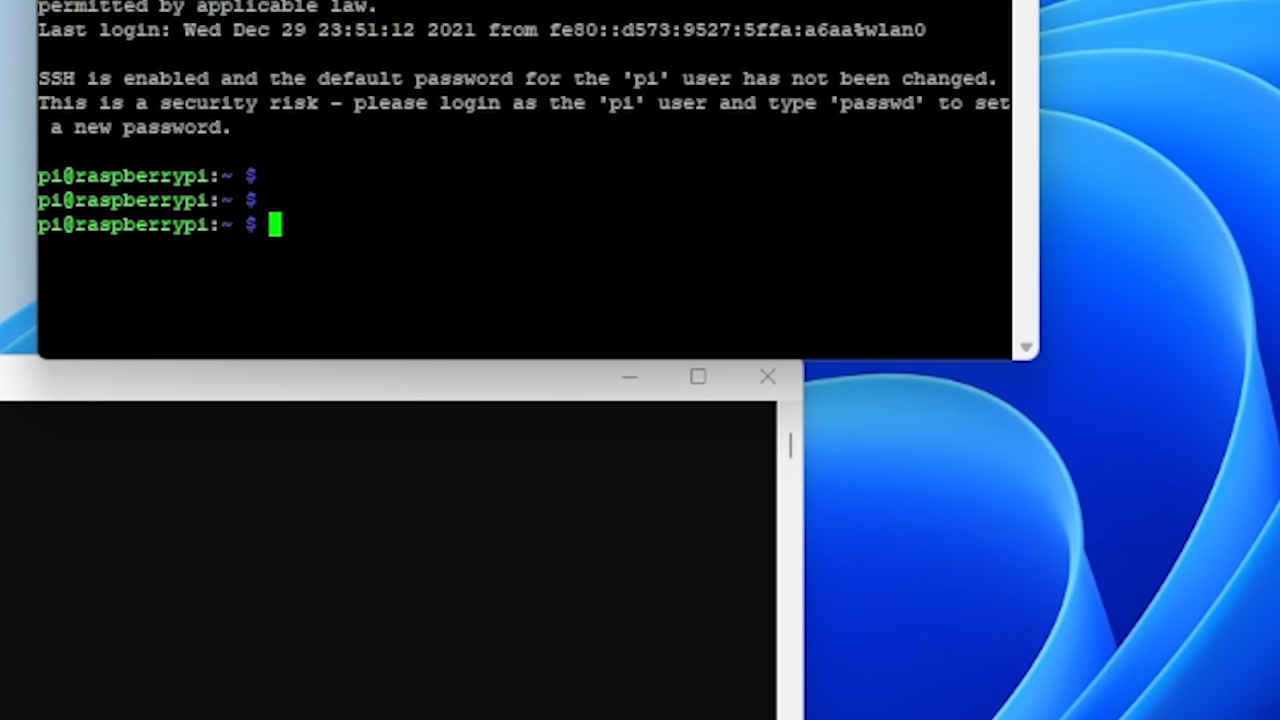 permitted by applicable law.
Last login: Wed Dec 29 23:51:12 2021 from fe80::d573:9527:5ffa:a6aa%wlan0
SSH is enabled and the default password for the 'pi' user has not been changed.
This is a security risk - please login as the 'pi' user and type 'passwd' to set
a new password.
pi@raspberrypi:~ $
pi@raspberrypi:~ $
pi@raspberrypi:~ $